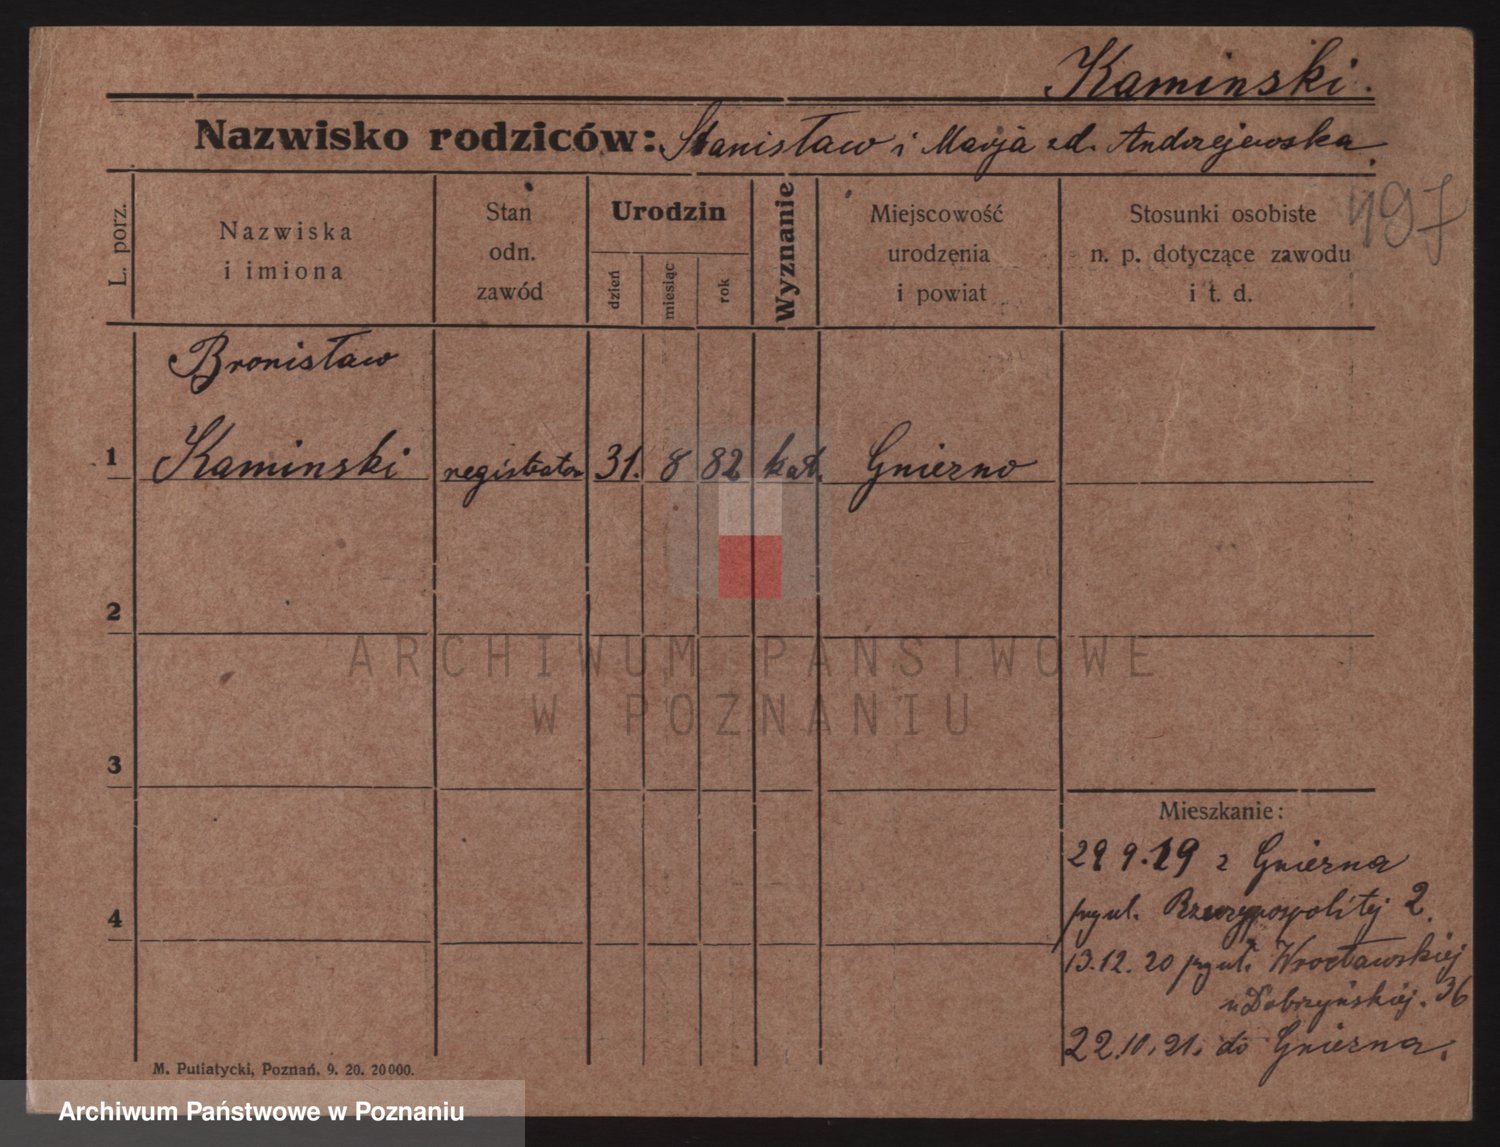 Kaminski.
Nazwisko rodziców: Stanisław i Marja zd. Andrzejewska.
L. porz.
Nazwiska
i imiona
Stan
odn.
zawód
Urodzin
dzień
miesiąc
rok
Wyznanie
Miejscowość
urodzenia
i powiat
Stosunki osobiste
n. p. dotyczące zawodu
i t. d.
497
Bronisław
1 Kaminski registrator 31. 8 82 kat. Gniezno
2
ARCHIWUM PAŃSTWOWE
W POZNANIU
3
Mieszkanie:
29 9.19 z Gniezna
4
przy ul. Rzeczypospolitej 2.
13.12.20 przy ul. Wrocławskiej 36
u Dobrzyńskiej.
22.10.21. do Gniezna.
M. Putiatycki, Poznań. 9. 20. 20000.
Archiwum Państwowe w Poznaniu